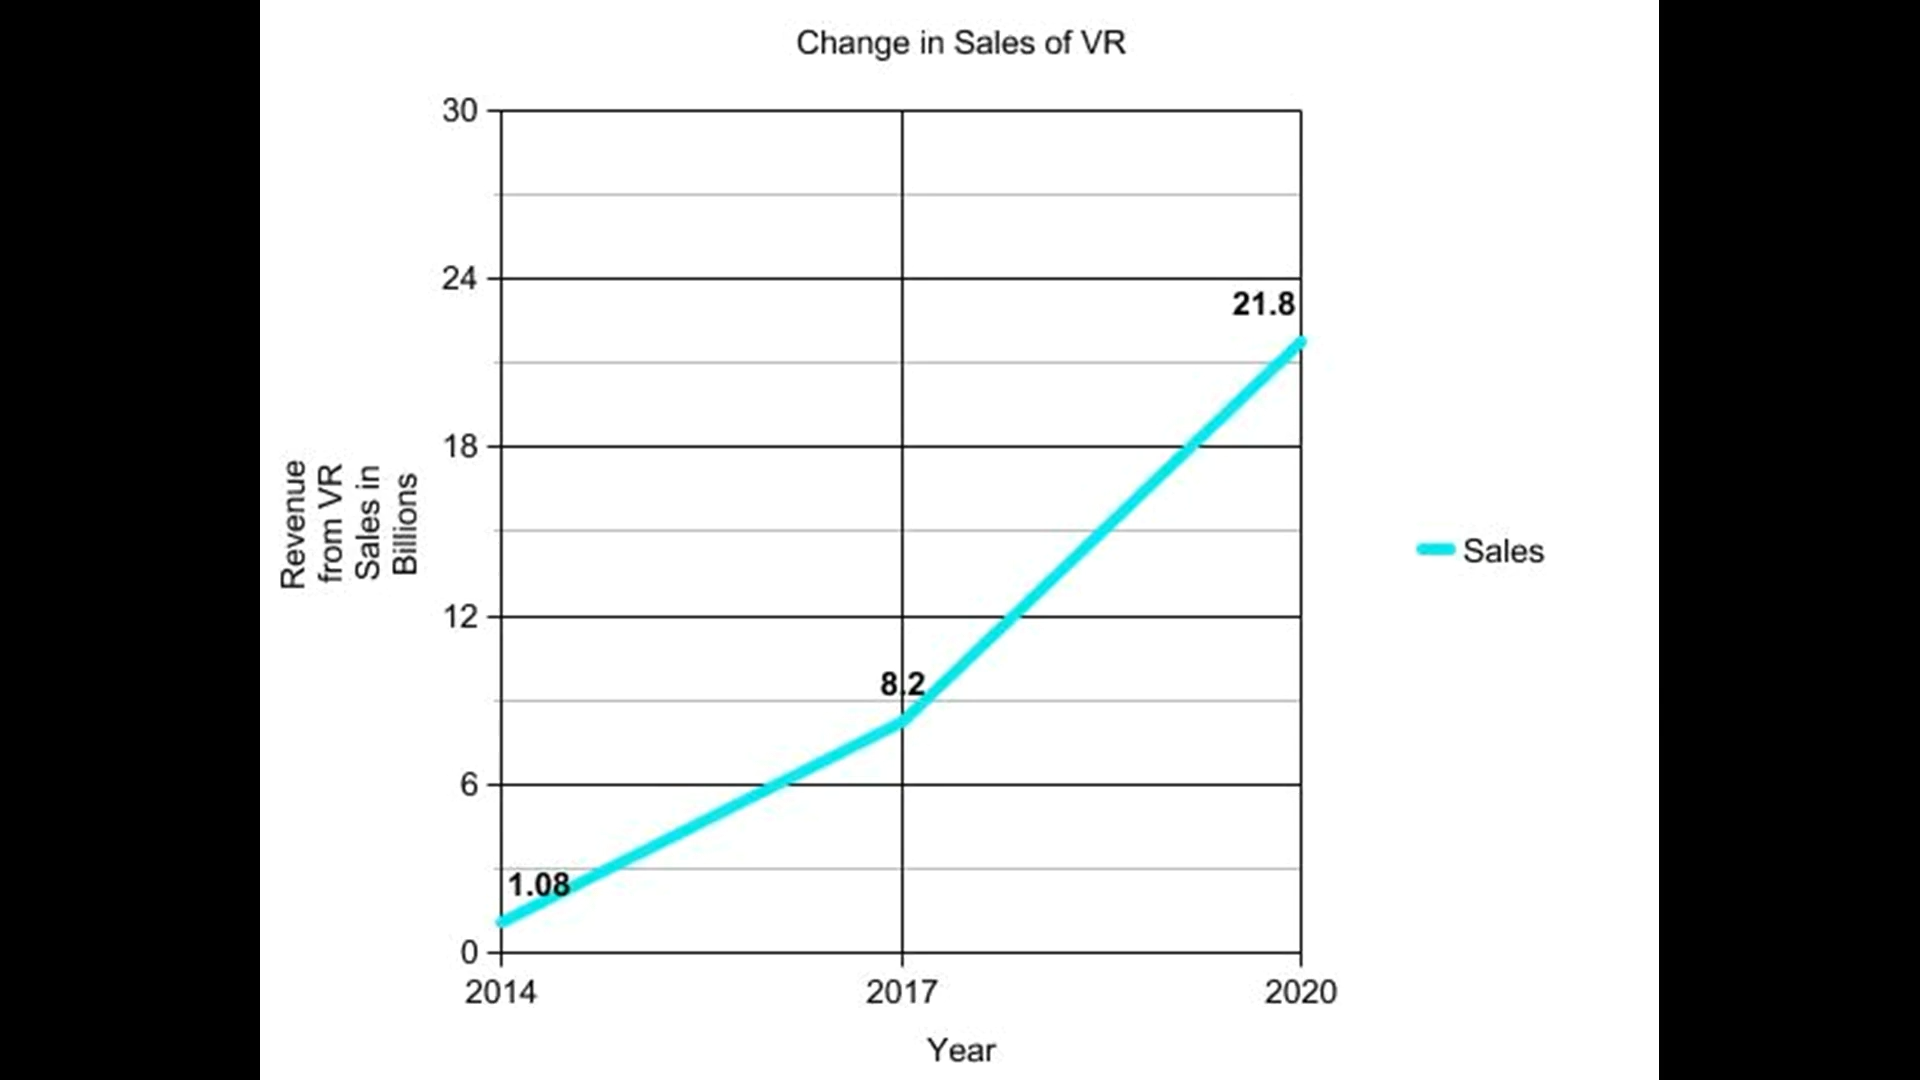 Change in Sales of VR
30
24
21.8
18
Revenue
from VR
Sales in
Billions
Sales
12
8.2
6
1.08
0
2014 2017 2020
Year